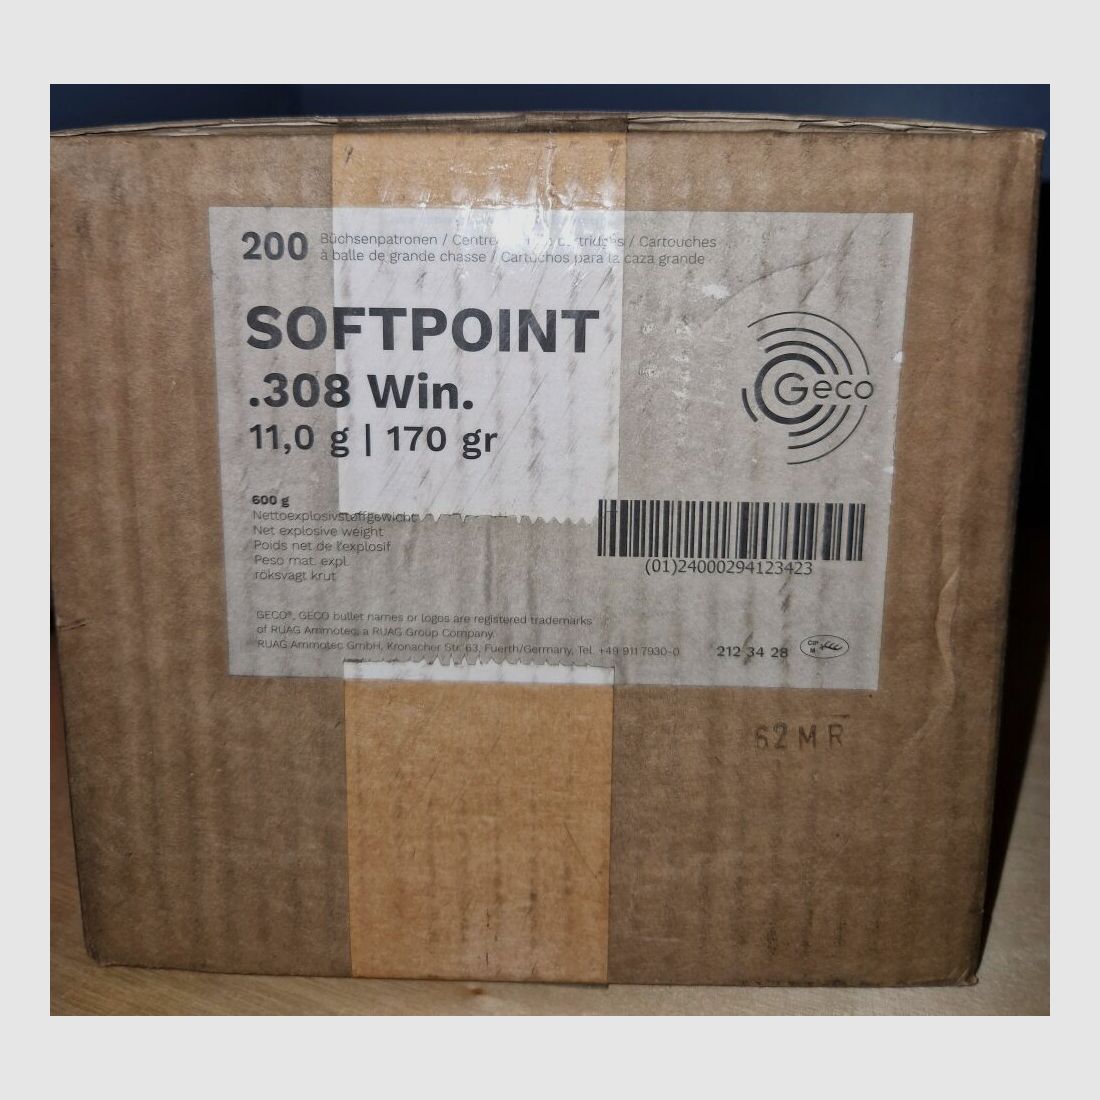 200 Büchsenpatronen / Centre cartridges / Cartouches
à balle de grande chasse / Cartuchos para la caza grande
SOFTPOINT
.308 Win.
11,0 g | 170 gr
Geco
600 g
Nettoexplosivstoffgewicht
Net explosive weight
Poids net de l'explosif
Peso mat. expl.
röksvagt krut
(01)24000294123423
GECO®, GECO bullet names or logos are registered trademarks
of RUAG Ammotec, a RUAG Group Company.
RUAG Ammotec GmbH, Kronacher Str. 63, Fuerth/Germany, Tel. +49 911 7930-0
212 34 28
62MR